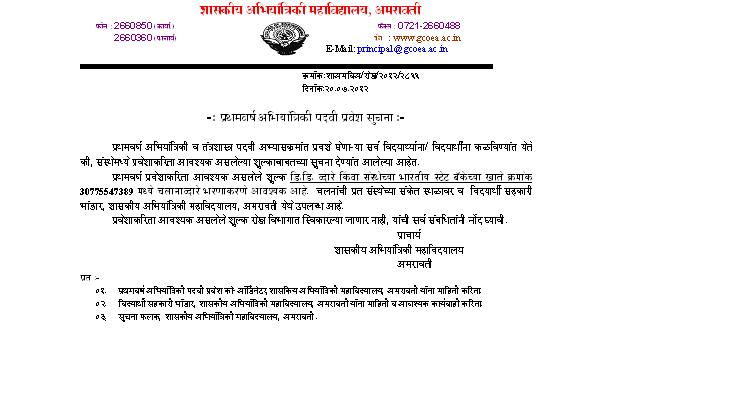 शासकीय अभियांत्रिकी महाविद्यालय, अमरावती
फोन : 2660850 (कार्या.) फॅक्स : 0721-2660488
2660360 (प्राचार्य) : www.gcoea.ac.in
E-Mail: principal@gcoea.ac.in
क्रमांक:शाअमविअ/रोख/२०१२/२८९५
दिनांक:२०.०७.२०१२
-: प्रथमवर्ष अभियांत्रिकी पदवी प्रवेश सुचना :-
प्रथमवर्ष अभियांत्रिकी व तंत्रशास्त्र पदवी अभ्यासक्रमांत प्रवेश घेणा-या सर्व विद्यार्थ्यांना/ विद्यार्थीनींना कळविण्यांत येते
की, संस्थेमध्ये प्रवेशाकरिता आवश्यक असलेल्या शुल्काबाबतच्या सुचना देण्यांत आलेल्या आहेत.
प्रथमवर्ष प्रवेशाकरिता आवश्यक असलेले शुल्क डि.डि. व्दारे किंवा संस्थेच्या भारतीय स्टेट बँकेच्या खाते क्रमांक
30775547389 मध्ये चलानाव्दारे भरणाकरणे आवश्यक आहे. चलनांची प्रत संस्थेच्या संकेत स्थळावर व विद्यार्थी सहकारी
भांडार, शासकीय अभियांत्रिकी महाविद्यालय, अमरावती येथे उपलब्ध आहे.
प्रवेशाकरिता आवश्यक असलेले शुल्क रोख विभागात स्विकारल्या जाणार नाही, यांची सर्व संबधितांनी नोंद घ्यावी.
प्राचार्य
शासकीय अभियांत्रिकी महाविद्यालय
अमरावती
प्रत :-
०१. प्रथमवर्ष अभियांत्रिकी पदवी प्रवेश को- ऑर्डिनेटर, शासकिय अभियांत्रिकी महाविद्यालय, अमरावती यांना माहिती करिता.
०२. विद्यार्थी सहकारी भांडार, शासकीय अभियांत्रिकी महाविद्यालय, अमरावती यांना माहिती व आवश्यक कार्यवाही करिता.
०३. सुचना फलक, शासकीय अभियांत्रिकी महाविद्यालय, अमरावती.